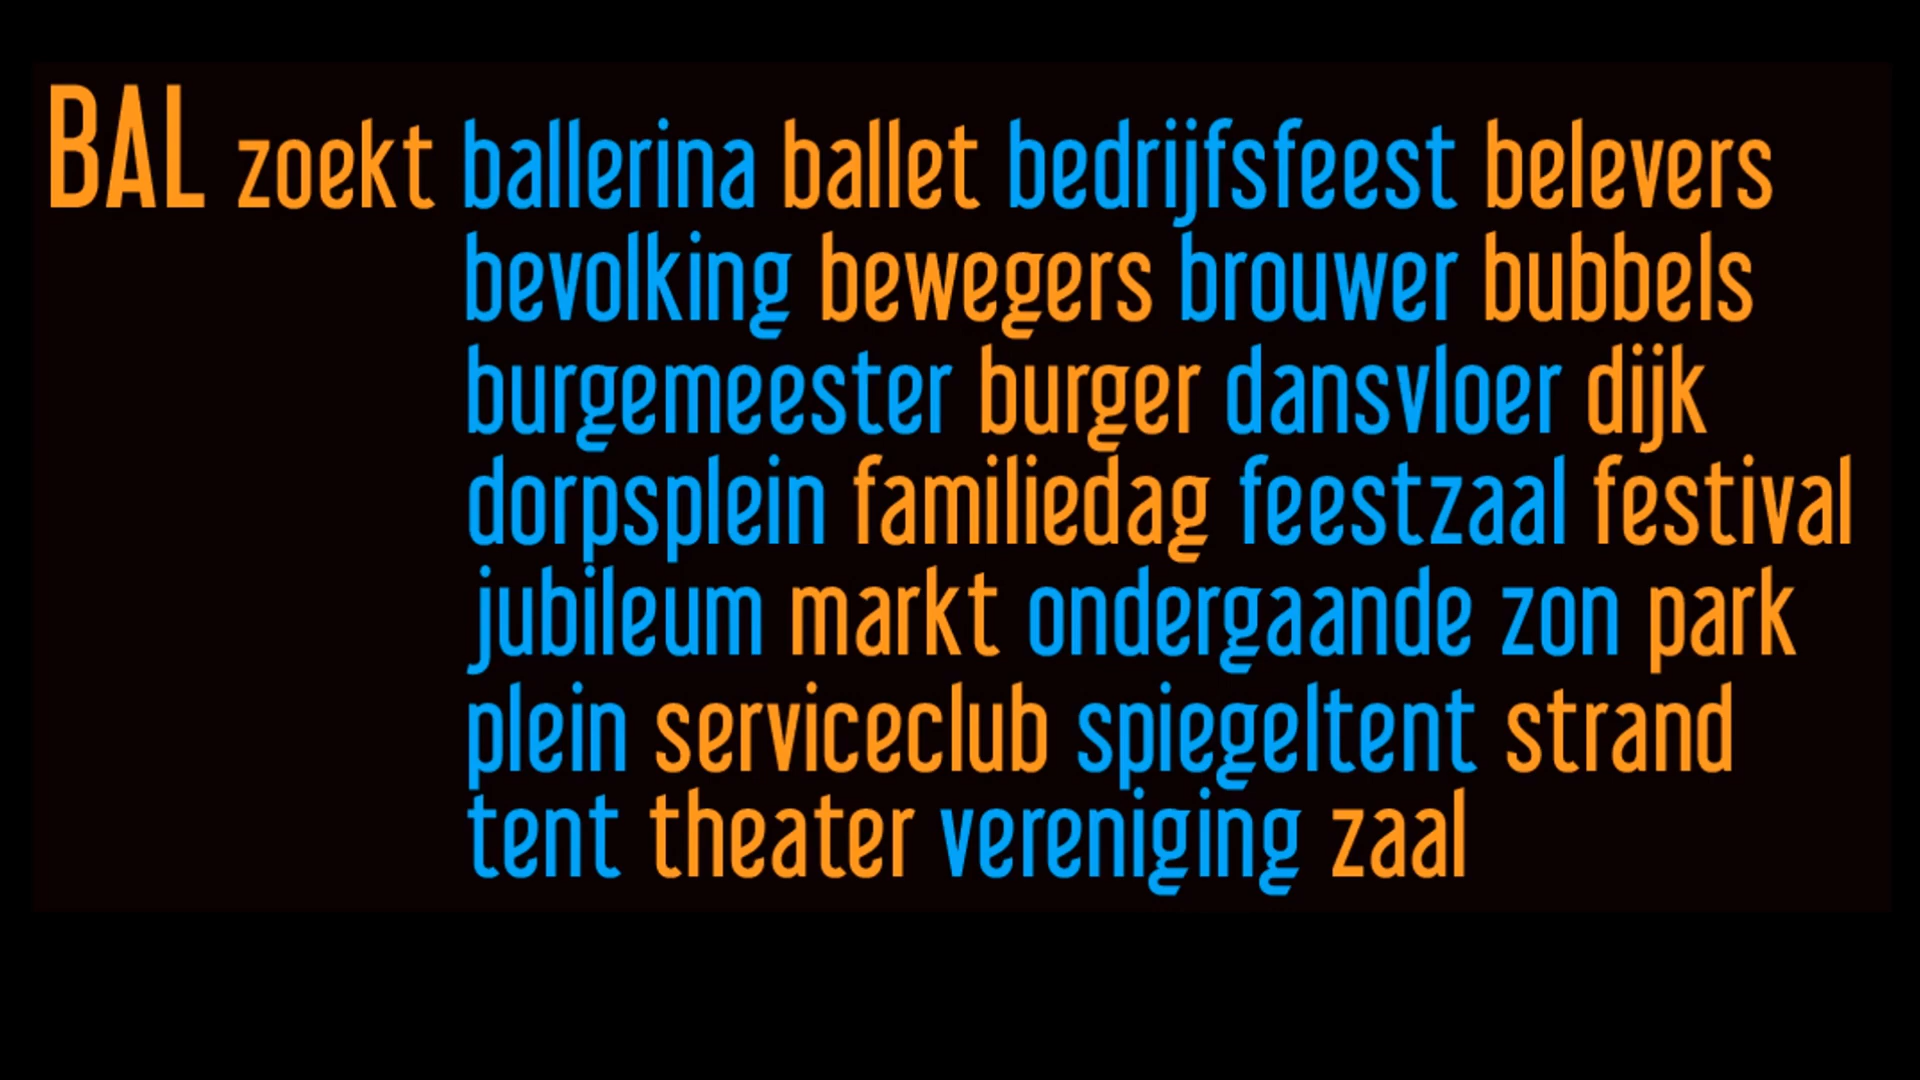 BAL zoekt ballerina ballet bedrijfsfeest belevers
bevolking bewegers brouwer bubbels
burgemeester burger dansvloer dijk
dorpsplein familiedag feestzaal festival
jubileum markt ondergaande zon park
plein serviceclub spiegeltent strand
tent theater vereniging zaal